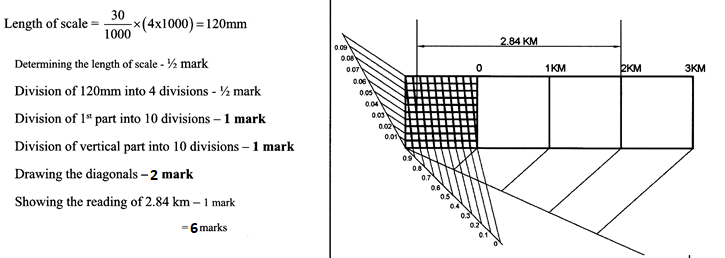 Length of scale = 30/1000 ×(4x1000) = 120mm
Determining the length of scale - ½ mark
Division of 120mm into 4 divisions - ½ mark
Division of 1st part into 10 divisions – 1 mark
Division of vertical part into 10 divisions – 1 mark
Drawing the diagonals – 2 mark
Showing the reading of 2.84 km – 1 mark
= 6 marks
2.84 KM
0 1KM 2KM 3KM
0.09
0.08
0.07
0.06
0.05
0.04
0.03
0.02
0.01
0.9
0.8
0.7
0.6
0.5
0.4
0.3
0.2
0.1
0